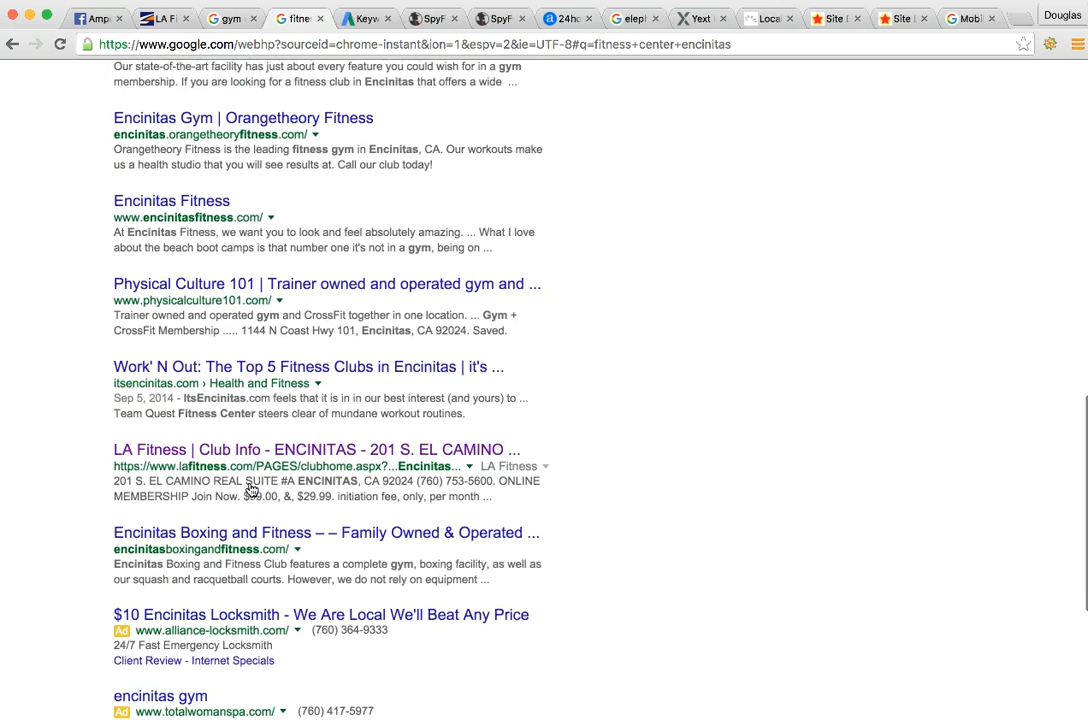 Ampe
LA Fi
gym
fitne
Keyw
SpyF
SpyF
24ho
elepl
Yext
Loca
Site E
Site |
Mobi
Douglas
https://www.google.com/webhp?sourceid=chrome-instant&ion=1&espv=2&ie=UTF-8#q=fitness+center+encinitas
Our state-of-the-art facility has just about every feature you could wish for in a gym
membership. If you are looking for a fitness club in Encinitas that offers a wide ...
Encinitas Gym | Orangetheory Fitness
encinitas.orangetheoryfitness.com/
Orangetheory Fitness is the leading fitness gym in Encinitas, CA. Our workouts make
us a health studio that you will see results at. Call our club today!
Encinitas Fitness
www.encinitasfitness.com/
At Encinitas Fitness, we want you to look and feel absolutely amazing. ... What I love
about the beach boot camps is that number one it's not in a gym, being on ...
Physical Culture 101 | Trainer owned and operated gym and ...
www.physicalculture101.com/
Trainer owned and operated gym and CrossFit together in one location. ... Gym +
CrossFit Membership ..... 1144 N Coast Hwy 101, Encinitas, CA 92024. Saved.
Work' N Out: The Top 5 Fitness Clubs in Encinitas | it's ...
itsencinitas.com › Health and Fitness
Sep 5, 2014 - ItsEncinitas.com feels that it is in in our best interest (and yours) to ...
Team Quest Fitness Center steers clear of mundane workout routines.
LA Fitness | Club Info - ENCINITAS - 201 S. EL CAMINO ...
https://www.lafitness.com/PAGES/clubhome.aspx?...Encinitas... LA Fitness
201 S. EL CAMINO REAL SUITE #A ENCINITAS, CA 92024 (760) 753-5600. ONLINE
MEMBERSHIP Join Now. $99.00, &, $29.99. initiation fee, only, per month ...
Encinitas Boxing and Fitness – – Family Owned & Operated ...
encinitasboxingandfitness.com/
Encinitas Boxing and Fitness Club features a complete gym, boxing facility, as well as
our squash and racquetball courts. However, we do not rely on equipment ...
$10 Encinitas Locksmith - We Are Local We'll Beat Any Price
Ad www.alliance-locksmith.com/ (760) 364-9333
24/7 Fast Emergency Locksmith
Client Review - Internet Specials
encinitas gym
Ad www.totalwomanspa.com/ (760) 417-5977